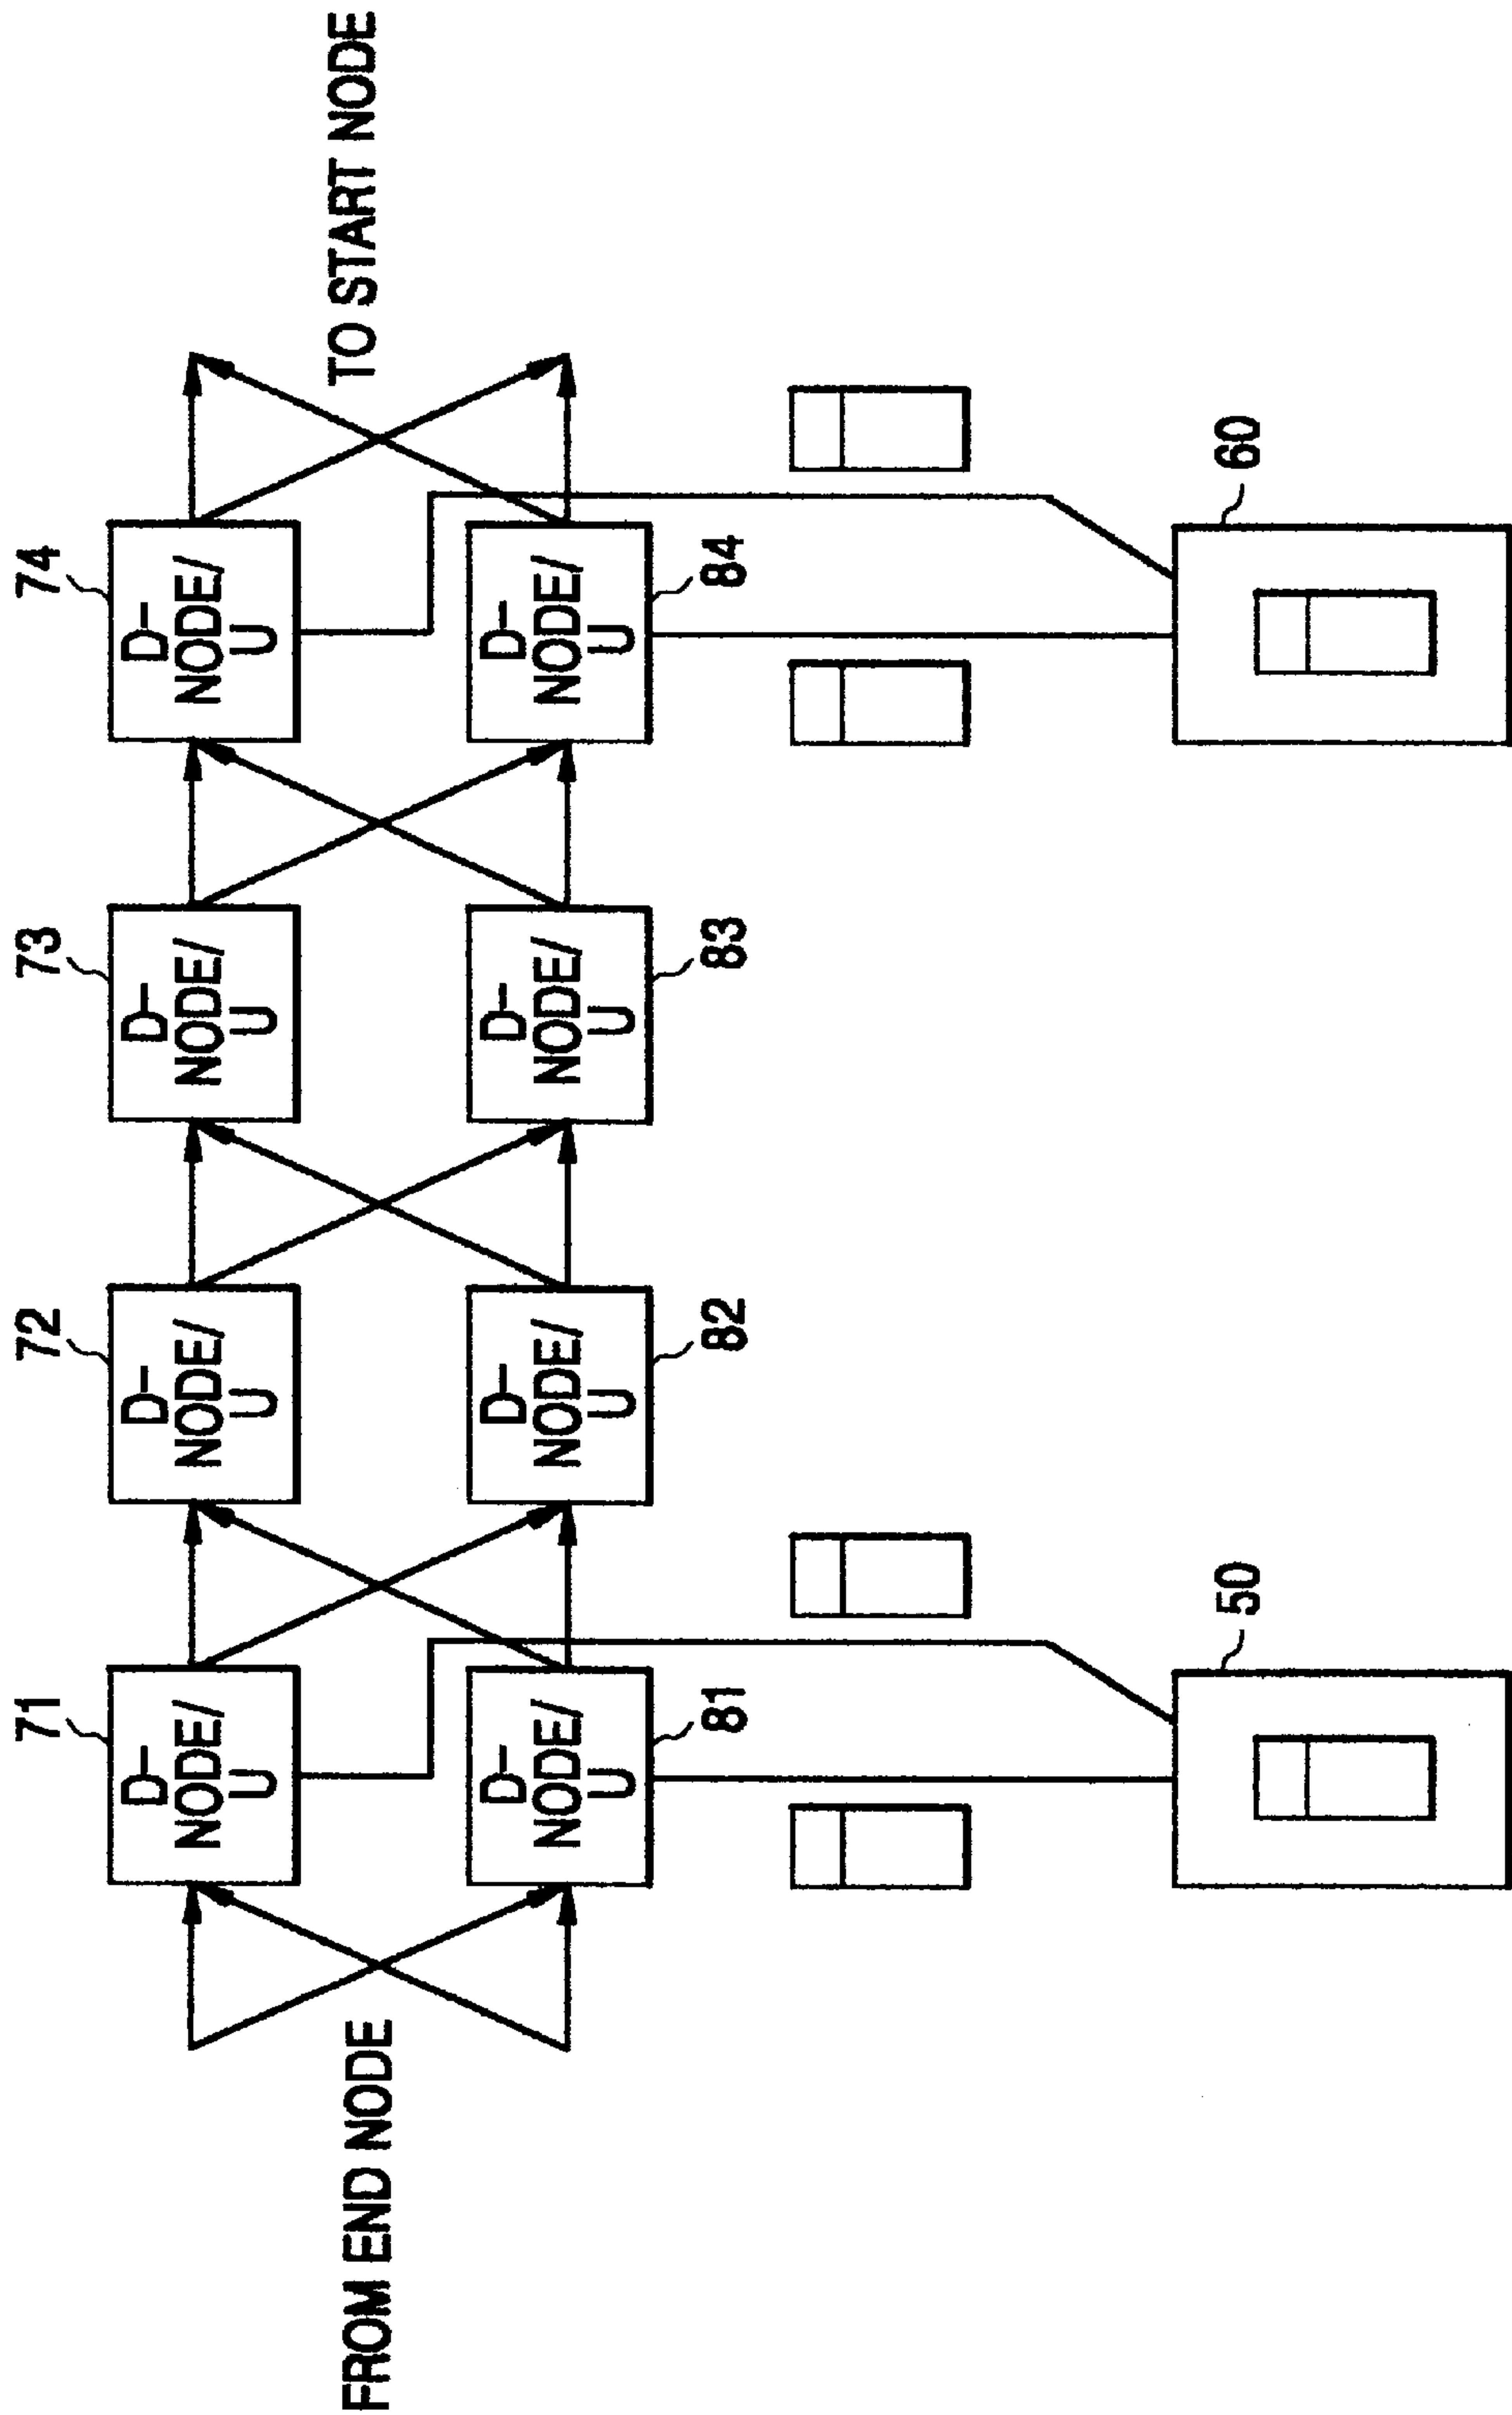 FROM END NODE
71
D-
NODE/
U
72
D-
NODE/
U
73
D-
NODE/
U
74
D-
NODE/
U
TO START NODE
D-
NODE/
U
81
D-
NODE/
U
82
D-
NODE/
U
83
D-
NODE/
U
84
50
60